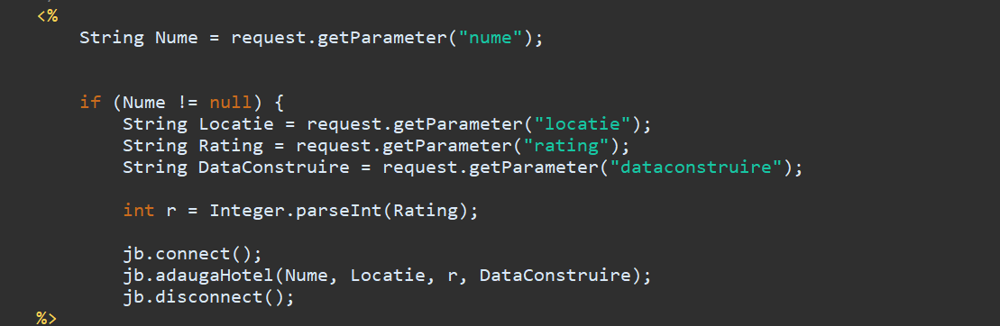 <%
String Nume = request.getParameter("nume");
if (Nume != null) {
String Locatie = request.getParameter("locatie");
String Rating = request.getParameter("rating");
String DataConstruire = request.getParameter("dataconstruire");
int r = Integer.parseInt(Rating);
jb.connect();
jb.adaugaHotel(Nume, Locatie, r, DataConstruire);
jb.disconnect();
%>